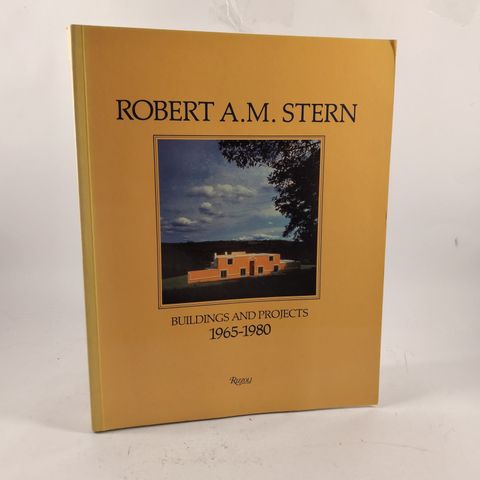 ROBERT A.M. STERN
BUILDINGS AND PROJECTS
1965-1980
Rizzoli